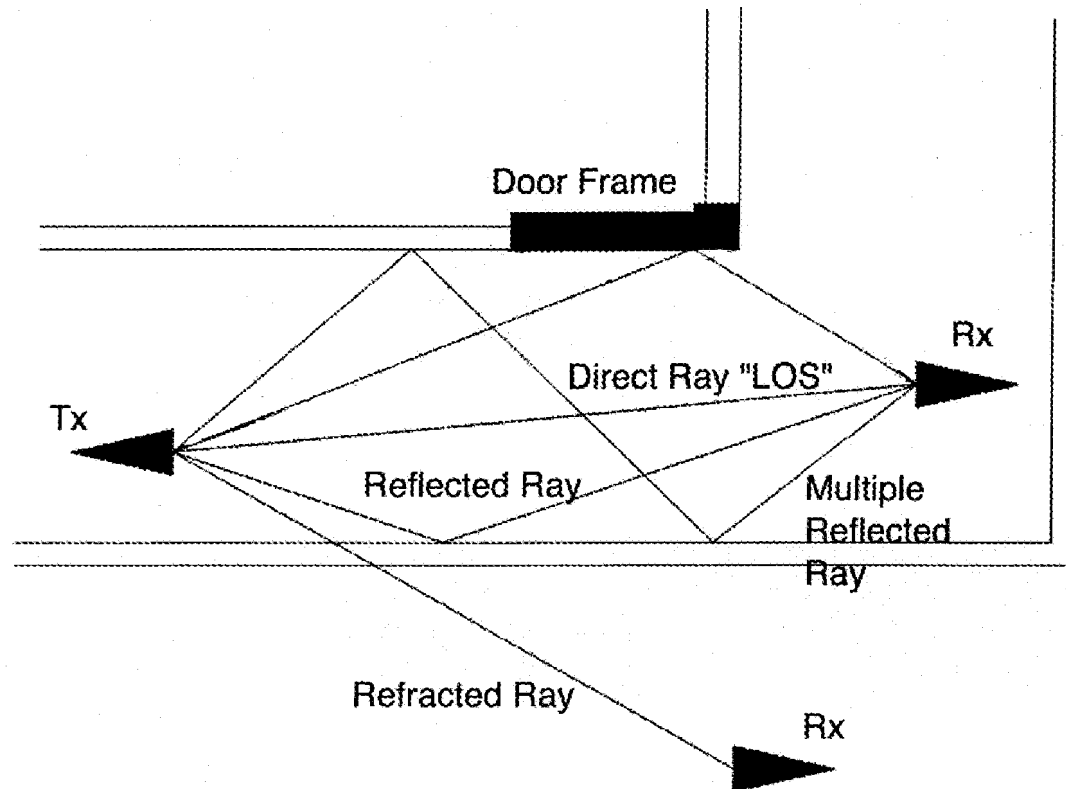 Door Frame
Rx
Direct Ray "LOS"
Tx
Reflected Ray
Multiple
Reflected
Ray
Refracted Ray
Rx